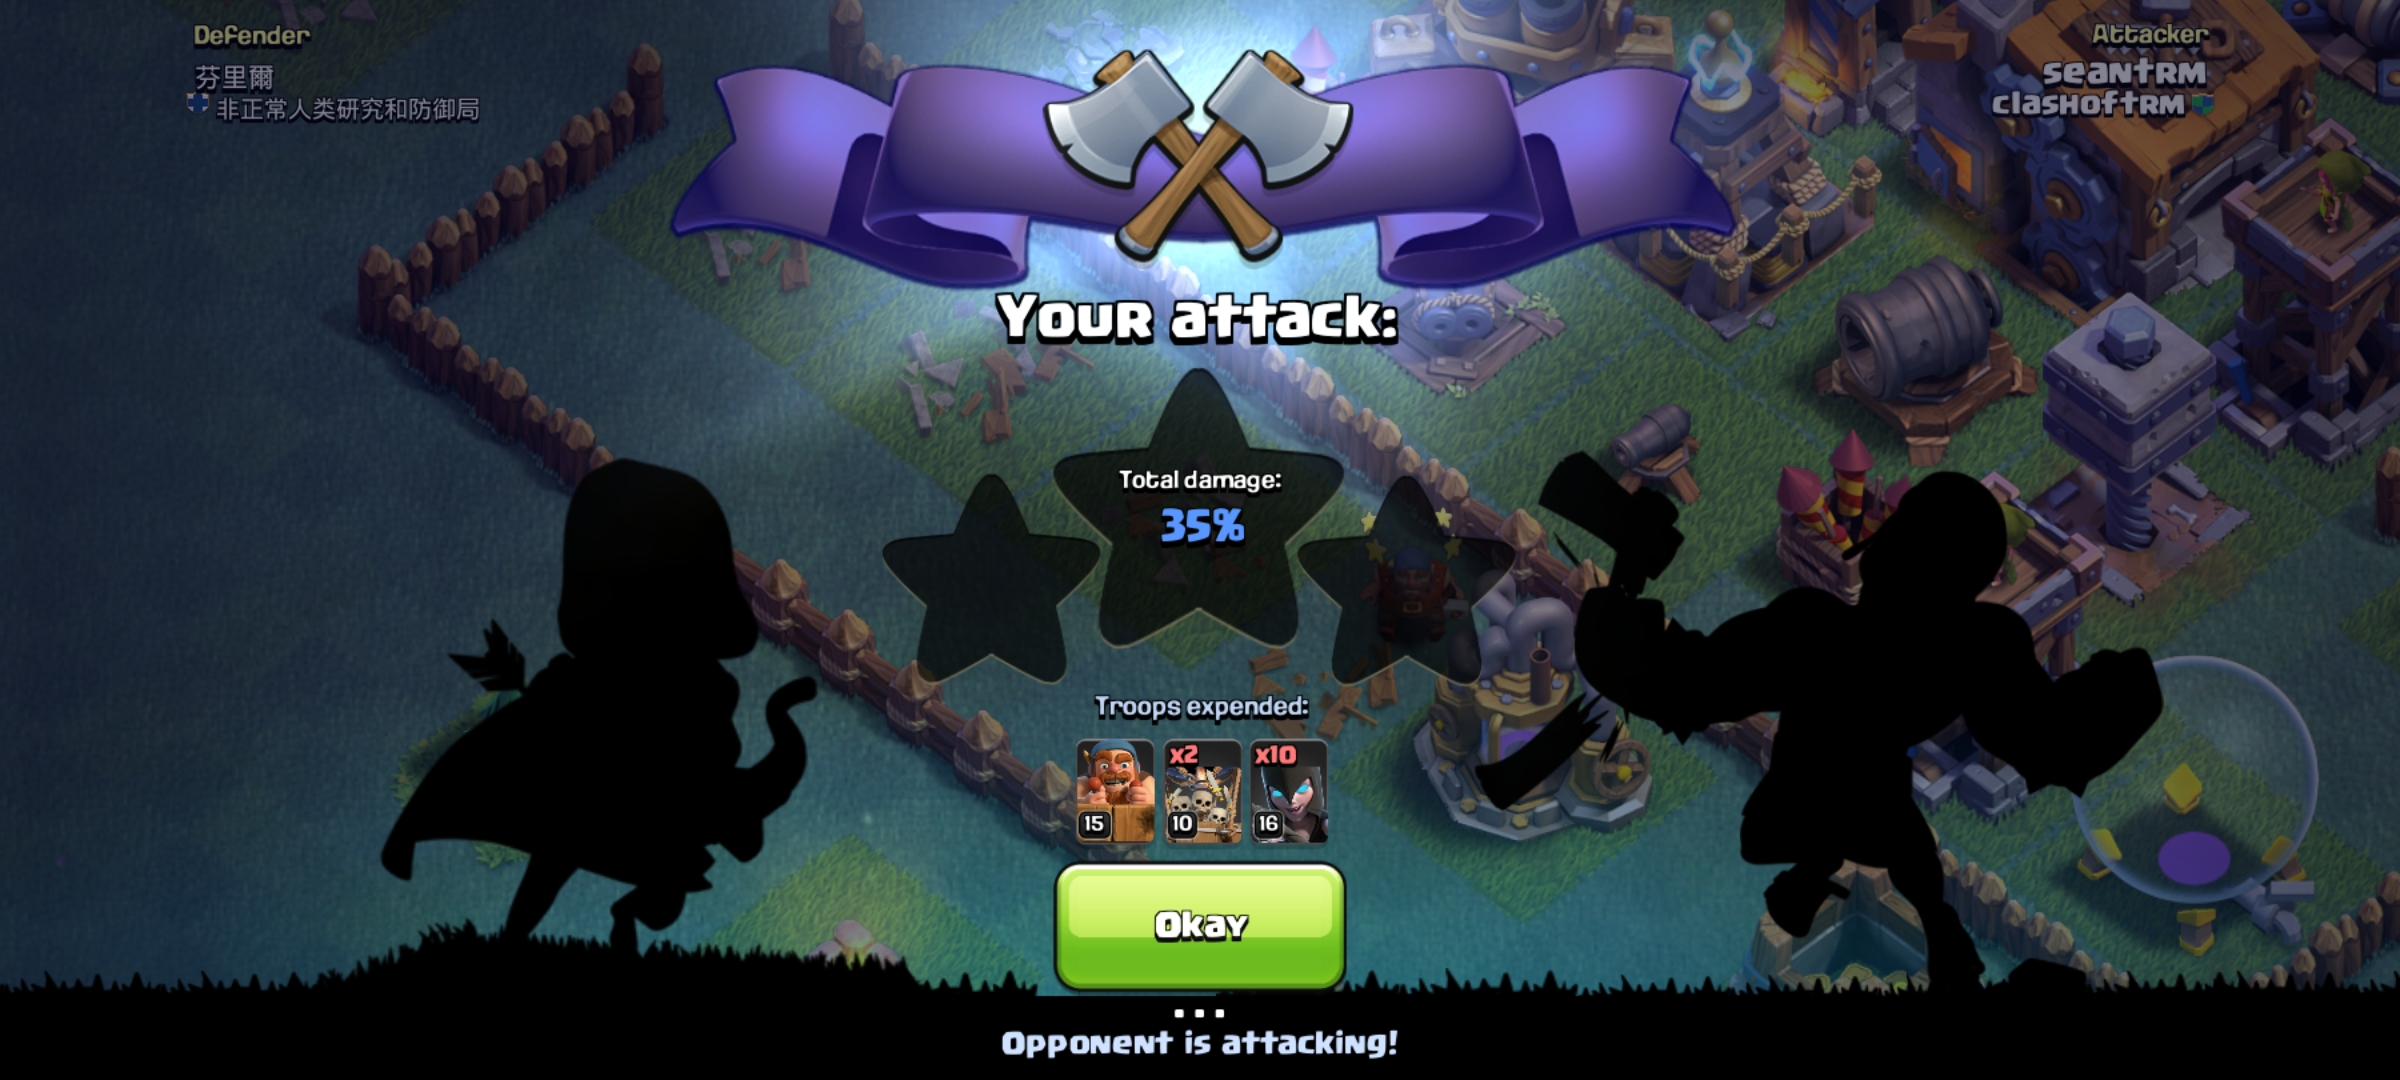 Defender
芬里爾
非正常人类研究和防御局
Attacker
seantRM
clashoftRM
Your attack:
Total damage:
35%
Troops expended:
x2
x10
15
10
16
Okay
...
Opponent is attacking!